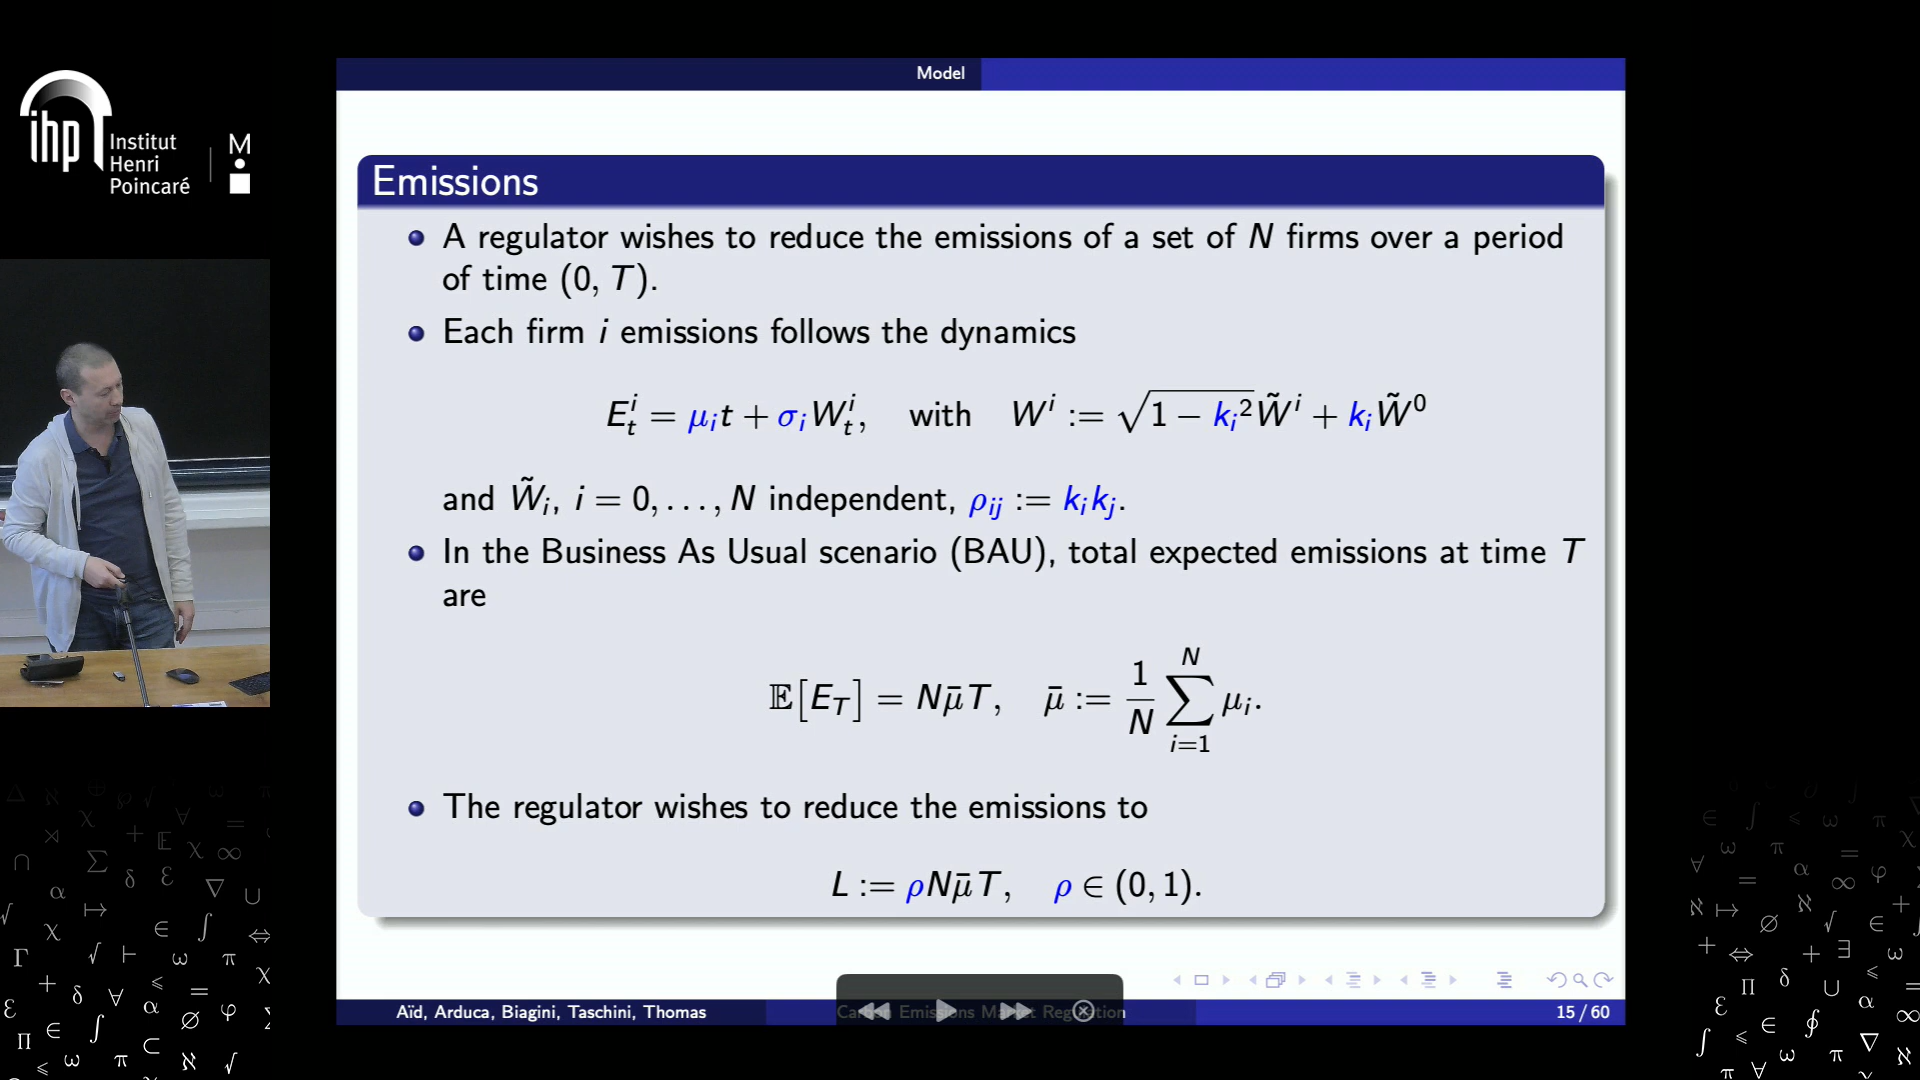 ihp
Institut
Henri
Poincaré
M
Model
Emissions
A regulator wishes to reduce the emissions of a set of N firms over a period
of time (0, T).
Each firm i emissions follows the dynamics
E_t^i = μ_i t + σ_i W_t^i, with W^i := √(1 − k_i²) W̃^i + k_i W̃^0
and W̃_i, i = 0, . . . , N independent, ρ_ij := k_i k_j.
In the Business As Usual scenario (BAU), total expected emissions at time T
are
𝔼[E_T] = N μ̄ T, μ̄ := 1/N ∑_{i=1}^{N} μ_i.
The regulator wishes to reduce the emissions to
L := ρ N μ̄ T, ρ ∈ (0, 1).
Aïd, Arduca, Biagini, Taschini, Thomas
Carbon Emissions Market Regulation
15 / 60